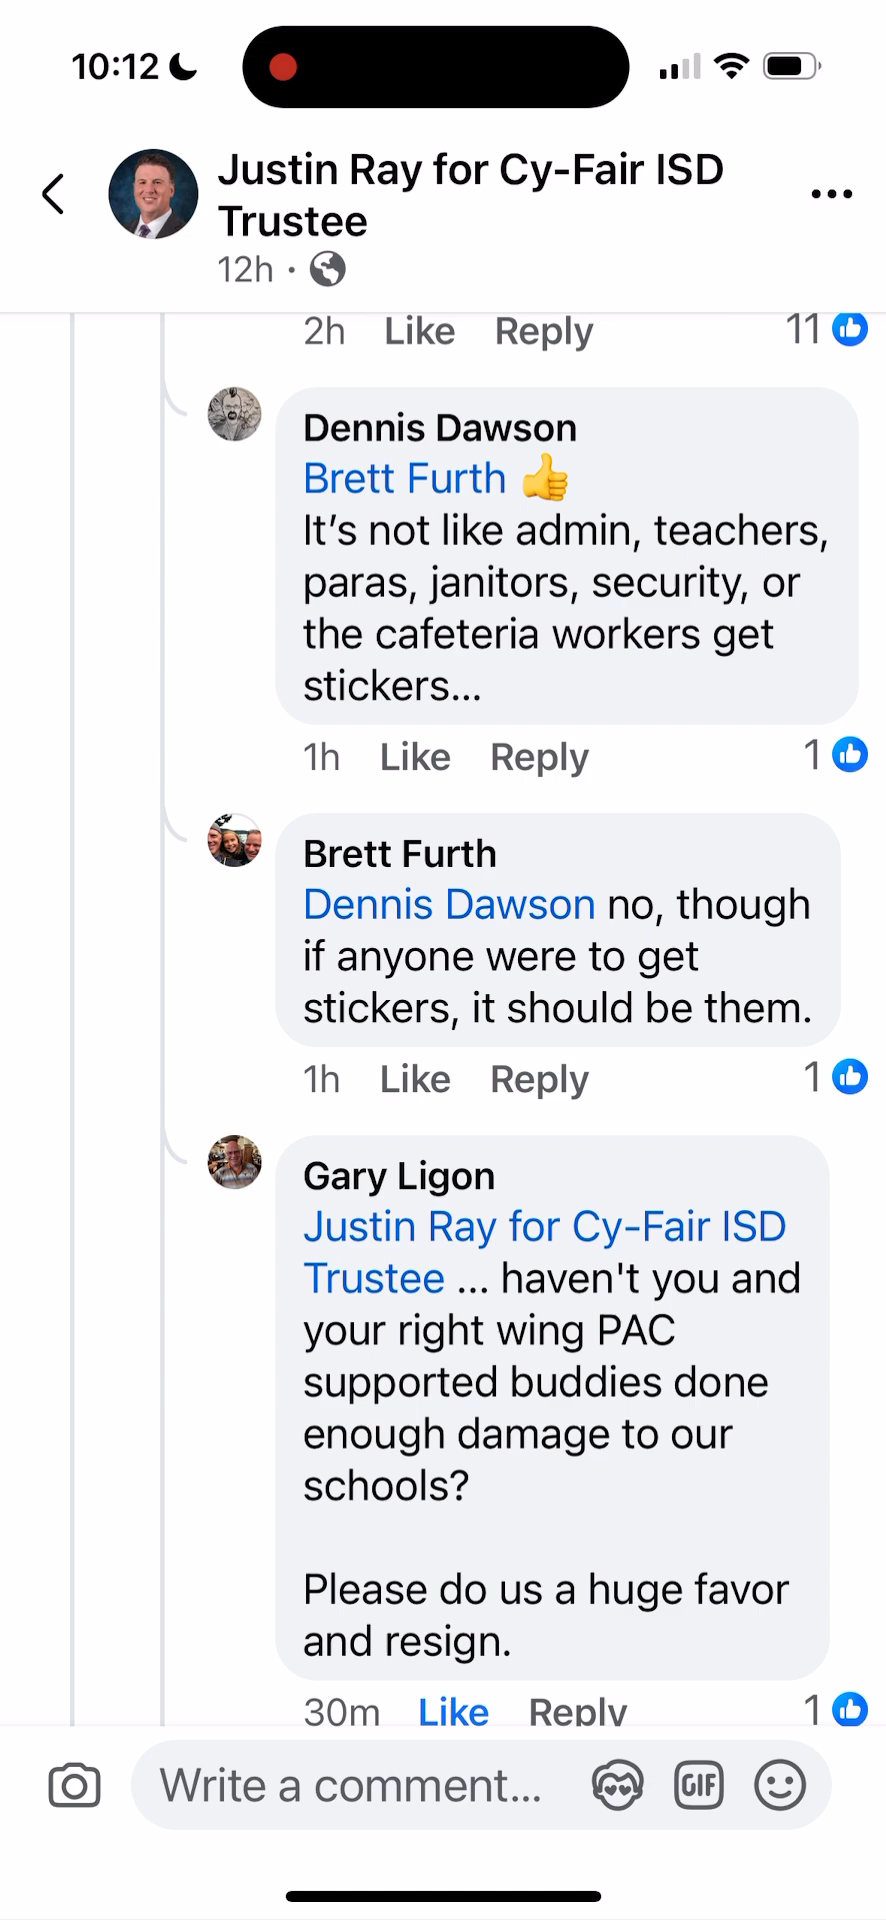 10:12
Justin Ray for Cy-Fair ISD
Trustee
12h ·
2h Like Reply 11
Dennis Dawson
Brett Furth 👍
It’s not like admin, teachers,
paras, janitors, security, or
the cafeteria workers get
stickers...
1h Like Reply 1
Brett Furth
Dennis Dawson no, though
if anyone were to get
stickers, it should be them.
1h Like Reply 1
Gary Ligon
Justin Ray for Cy-Fair ISD
Trustee ... haven't you and
your right wing PAC
supported buddies done
enough damage to our
schools?
Please do us a huge favor
and resign.
30m Like Reply 1
Write a comment...
GIF